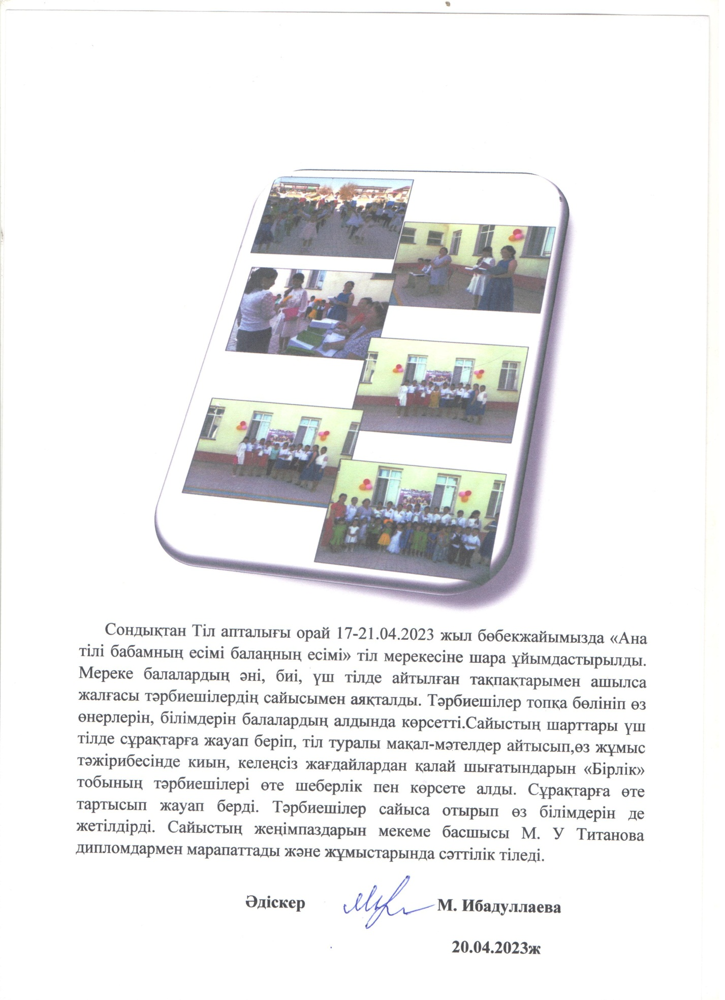 Сондықтан Тіл апталығы орай 17-21.04.2023 жыл бөбекжайымызда «Ана
тілі бабамның есімі балаңның есімі» тіл мерекесіне шара ұйымдастырылды.
Мереке балалардың әні, биі, үш тілде айтылған тақпақтарымен ашылса
жалғасы тәрбиешілердің сайысымен аяқталды. Тәрбиешілер топқа бөлініп өз
өнерлерін, білімдерін балалардың алдында көрсетті.Сайыстың шарттары үш
тілде сұрақтарға жауап беріп, тіл туралы мақал-мәтелдер айтысып,өз жұмыс
тәжірибесінде киын, келеңсіз жағдайлардан қалай шығатындарын «Бірлік»
тобының тәрбиешілері өте шеберлік пен көрсете алды. Сұрақтарға өте
тартысып жауап берді. Тәрбиешілер сайыса отырып өз білімдерін де
жетілдірді. Сайыстың жеңімпаздарын мекеме басшысы М. У Титанова
дипломдармен марапаттады және жұмыстарында сәттілік тіледі.
Әдіскер М. Ибадуллаева
20.04.2023ж